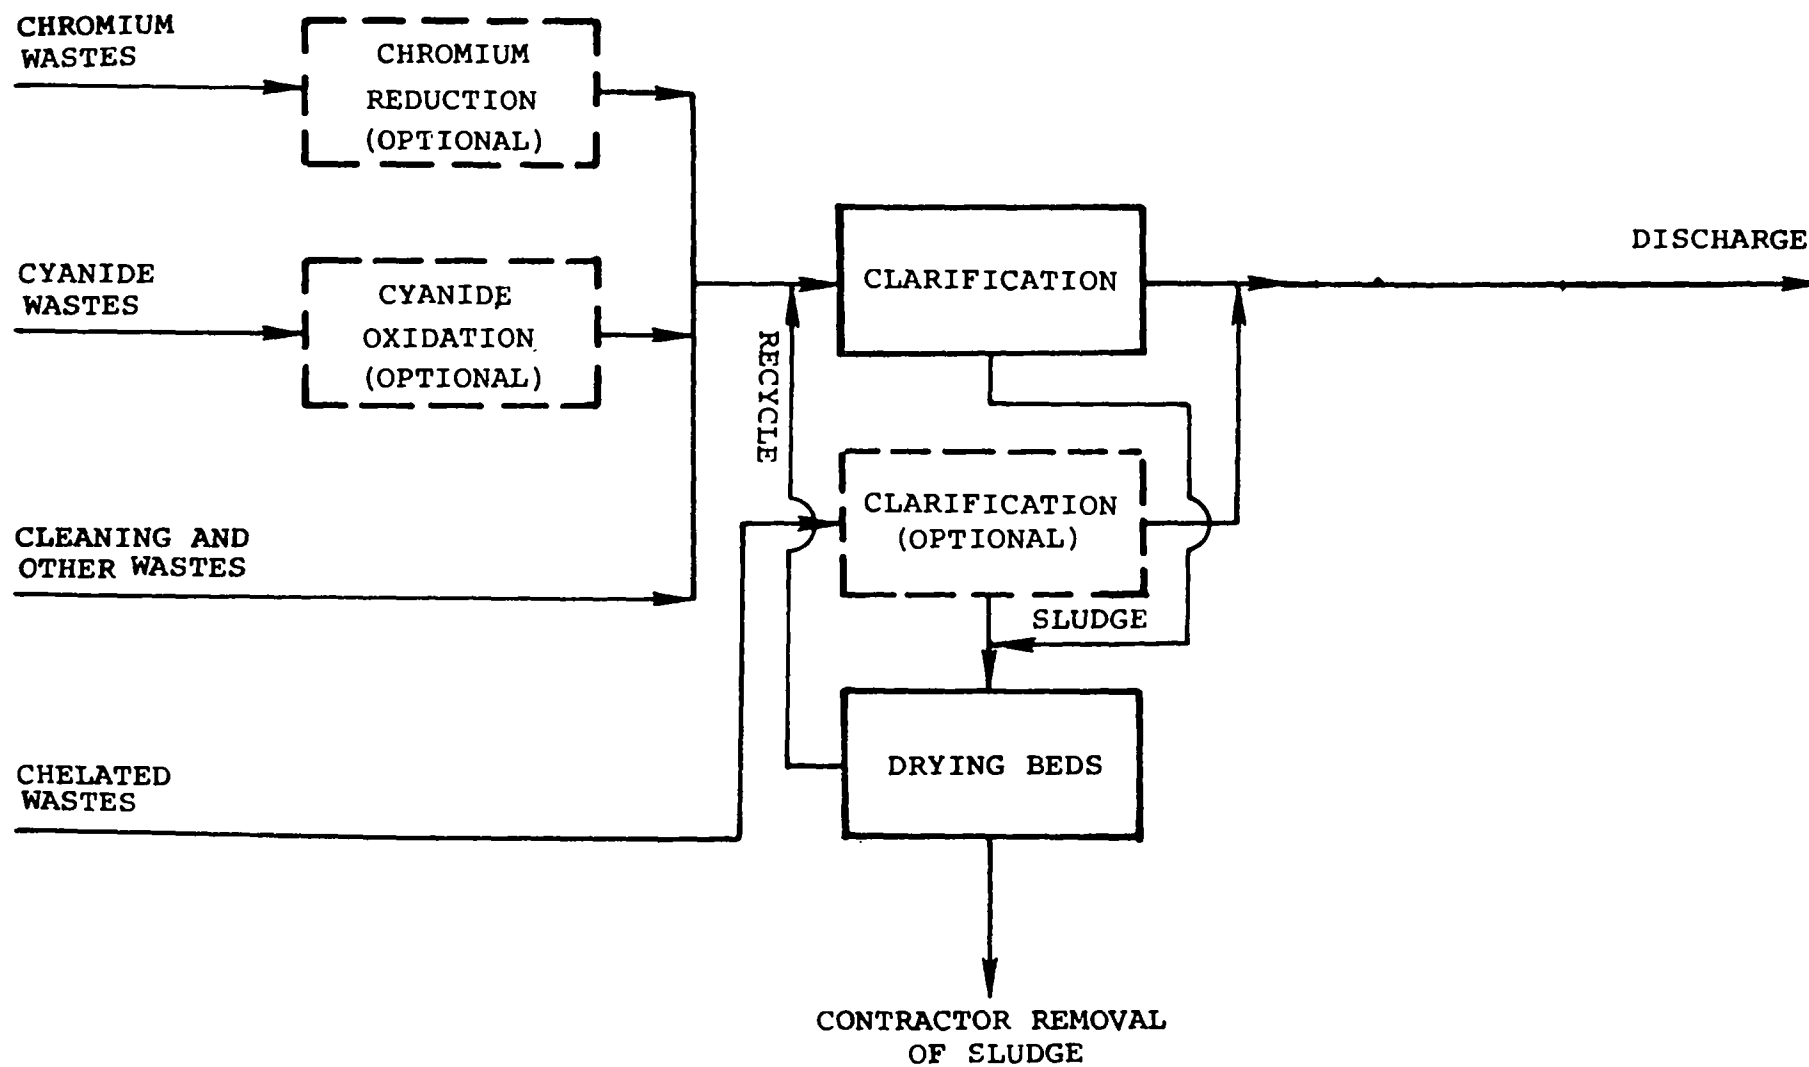 CHROMIUM
WASTES
CHROMIUM
REDUCTION
(OPTIONAL)
DISCHARGE
CYANIDE
WASTES
CYANIDE
OXIDATION
(OPTIONAL)
CLARIFICATION
RECYCLE
CLARIFICATION
(OPTIONAL)
CLEANING AND
OTHER WASTES
SLUDGE
CHELATED
WASTES
DRYING BEDS
CONTRACTOR REMOVAL
OF SLUDGE